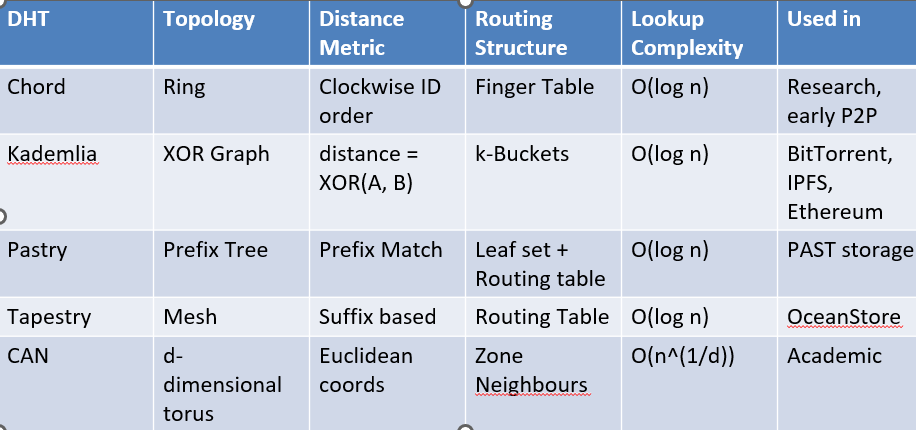 DHT
Topology
Distance
Metric
Routing
Structure
Lookup
Complexity
Used in
Chord
Ring
Clockwise ID
order
Finger Table
O(log n)
Research,
early P2P
Kademlia
XOR Graph
distance =
XOR(A, B)
k-Buckets
O(log n)
BitTorrent,
IPFS,
Ethereum
Pastry
Prefix Tree
Prefix Match
Leaf set +
Routing table
O(log n)
PAST storage
Tapestry
Mesh
Suffix based
Routing Table
O(log n)
OceanStore
CAN
d-
dimensional
torus
Euclidean
coords
Zone
Neighbours
O(n^(1/d))
Academic